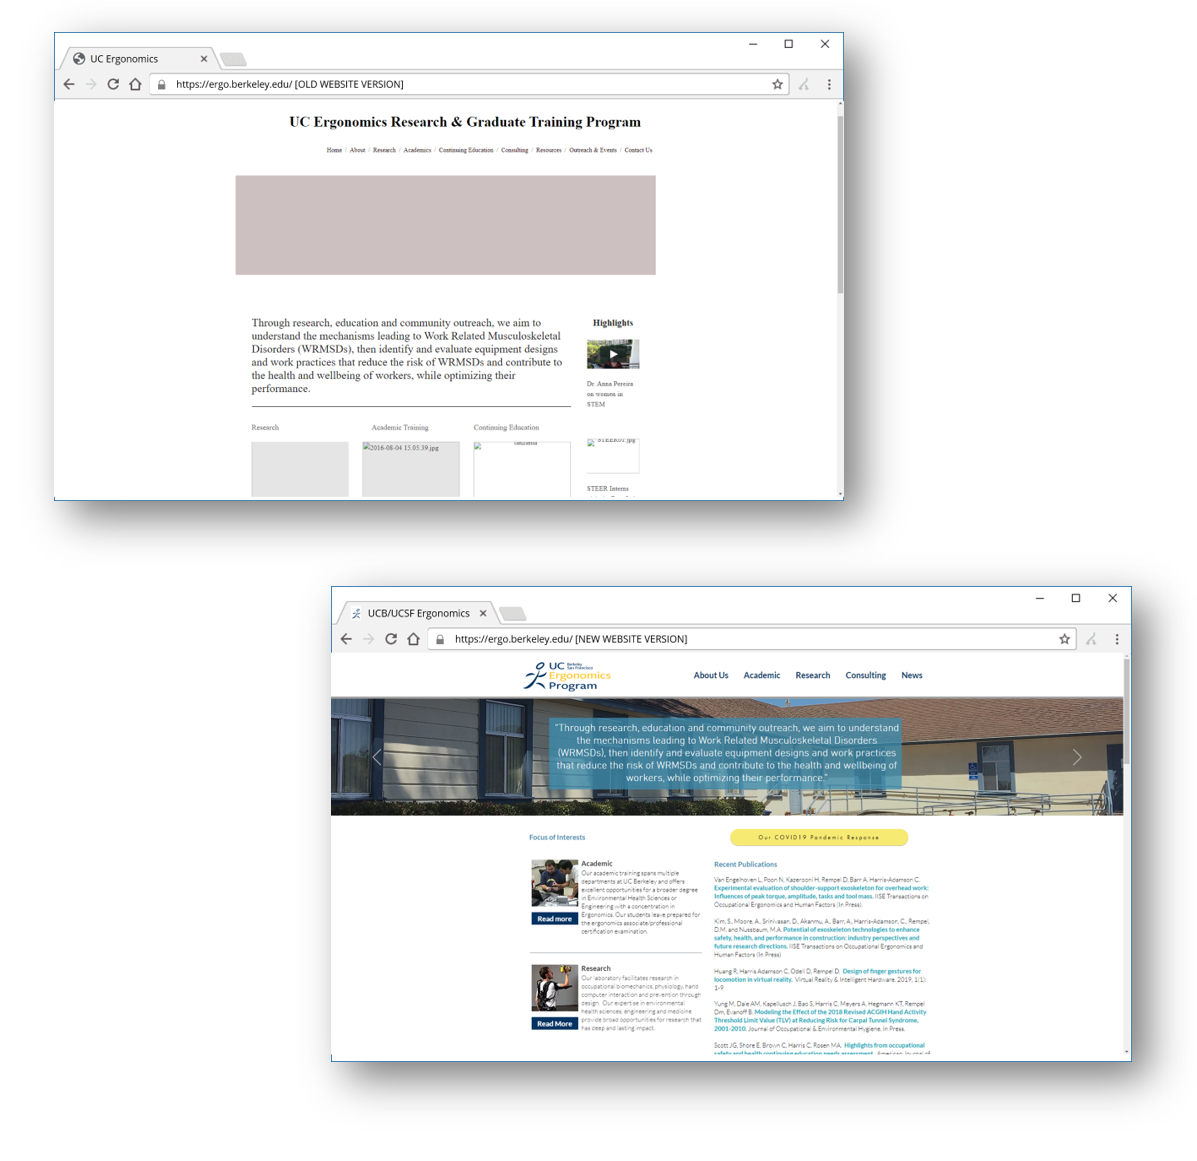 UC Ergonomics
https://ergo.berkeley.edu/ [OLD WEBSITE VERSION]
UC Ergonomics Research & Graduate Training Program
Home / About / Research / Academics / Continuing Education / Consulting / Resources / Outreach & Events / Contact Us
Through research, education and community outreach, we aim to
understand the mechanisms leading to Work Related Musculoskeletal
Disorders (WRMSDs), then identify and evaluate equipment designs
and work practices that reduce the risk of WRMSDs and contribute to
the health and wellbeing of workers, while optimizing their
performance.
Highlights
Dr. Anna Pereira
on women in
STEM
Research
Academic Training
Continuing Education
2016-08-04 15.03.39.jpg
STEER Interns
UCB/UCSF Ergonomics
https://ergo.berkeley.edu/ [NEW WEBSITE VERSION]
UC Berkeley
San Francisco
Ergonomics
Program
About Us
Academic
Research
Consulting
News
"Through research, education and community outreach, we aim to understand
the mechanisms leading to Work Related Musculoskeletal Disorders
(WRMSDs), then identify and evaluate equipment designs and work practices
that reduce the risk of WRMSDs and contribute to the health and wellbeing of
workers, while optimizing their performance."
Focus of Interests
Academic
Our academic training spans multiple
departments at UC Berkeley and offers
excellent opportunities for a broader degree
in Environmental Health Sciences or
Engineering with a concentration in
Ergonomics. Our students leave prepared for
the ergonomics associate/professional
certification examination.
Read more
Research
Our laboratory facilitates research in
occupational biomechanics, physiology, hand
computer interaction and prevention through
design. Our expertise in environmental
health sciences, engineering and medicine
provide broad opportunities for research that
has deep and lasting impact.
Read More
Our COVID19 Pandemic Response
Recent Publications
Van Engelhoven L, Poon N, Kazerooni H, Rempel D, Barr A, Harris-Adamson C.
Experimental evaluation of shoulder-support exoskeleton for overhead work:
Influences of peak torque, amplitude, tasks and tool mass. IISE Transactions on
Occupational Ergonomics and Human Factors (In Press).
Kim, S., Moore, A., Srinivasan, D., Akanmu, A., Barr, A., Harris-Adamson, C., Rempel,
D.M. and Nussbaum, M.A. Potential of exoskeleton technologies to enhance
safety, health, and performance in construction: industry perspectives and
future research directions. IISE Transactions on Occupational Ergonomics and
Human Factors (In Press)
Huang R, Harris Adamson C, Odell D, Rempel D. Design of finger gestures for
locomotion in virtual reality. Virtual Reality & Intelligent Hardware, 2019, 1(1):
1-9
Yung M, Dale AM, Kapellusch J, Bao S, Harris C, Meyers A, Hegmann KT, Rempel
Dm, Evanoff B. Modeling the Effect of the 2018 Revised ACGIH Hand Activity
Threshold Limit Value (TLV) at Reducing Risk for Carpal Tunnel Syndrome,
2001-2010. Journal of Occupational & Environmental Hygiene. In Press.
Scott JG, Shore E, Brown C, Harris C, Rosen MA. Highlights from occupational
safety and health continuing education needs assessment. American Journal of